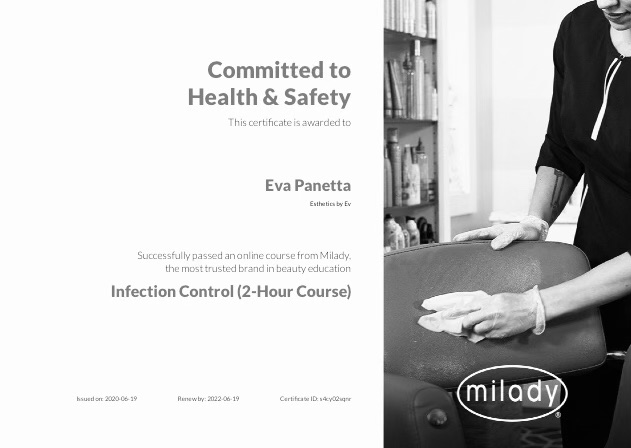 Committed to
Health & Safety
This certificate is awarded to
Eva Panetta
Esthetics by Ev
Successfully passed an online course from Milady,
the most trusted brand in beauty education
Infection Control (2-Hour Course)
Issued on: 2020-06-19
Renew by: 2022-06-19
Certificate ID: s4cy02sqnr
milady®